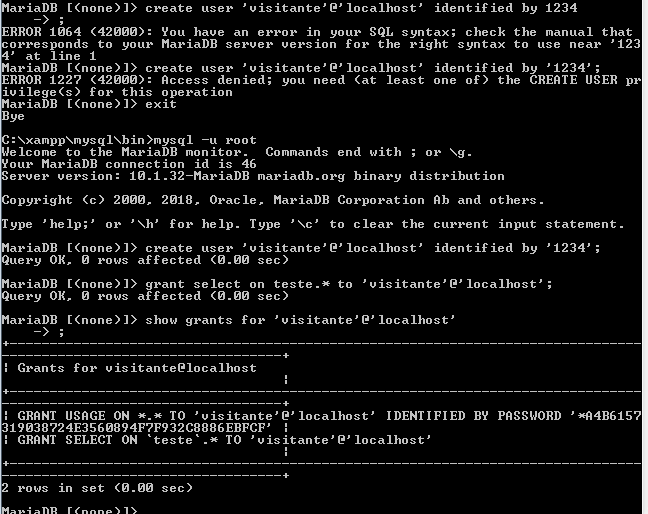 MariaDB [(none)]> create user 'visitante'@'localhost' identified by 1234
    -> ;
ERROR 1064 (42000): You have an error in your SQL syntax; check the manual that
corresponds to your MariaDB server version for the right syntax to use near '123
4' at line 1
MariaDB [(none)]> create user 'visitante'@'localhost' identified by '1234';
ERROR 1227 (42000): Access denied; you need (at least one of) the CREATE USER pr
ivilege(s) for this operation
MariaDB [(none)]> exit
Bye
C:\xampp\mysql\bin>mysql -u root
Welcome to the MariaDB monitor.  Commands end with ; or \g.
Your MariaDB connection id is 46
Server version: 10.1.32-MariaDB mariadb.org binary distribution
Copyright (c) 2000, 2018, Oracle, MariaDB Corporation Ab and others.
Type 'help;' or '\h' for help. Type '\c' to clear the current input statement.
MariaDB [(none)]> create user 'visitante'@'localhost' identified by '1234';
Query OK, 0 rows affected (0.00 sec)
MariaDB [(none)]> grant select on teste.* to 'visitante'@'localhost';
Query OK, 0 rows affected (0.00 sec)
MariaDB [(none)]> show grants for 'visitante'@'localhost'
    -> ;
+-------------------------------------------------------------------------------
-----------------------------------+
| Grants for visitante@localhost
                                   |
+-------------------------------------------------------------------------------
-----------------------------------+
| GRANT USAGE ON *.* TO 'visitante'@'localhost' IDENTIFIED BY PASSWORD '*A4B6157
319038724E3560894F7F932C8886EBFCF' |
| GRANT SELECT ON `teste`.* TO 'visitante'@'localhost'
                                   |
+-------------------------------------------------------------------------------
-----------------------------------+
2 rows in set (0.00 sec)
MariaDB [(none)]>